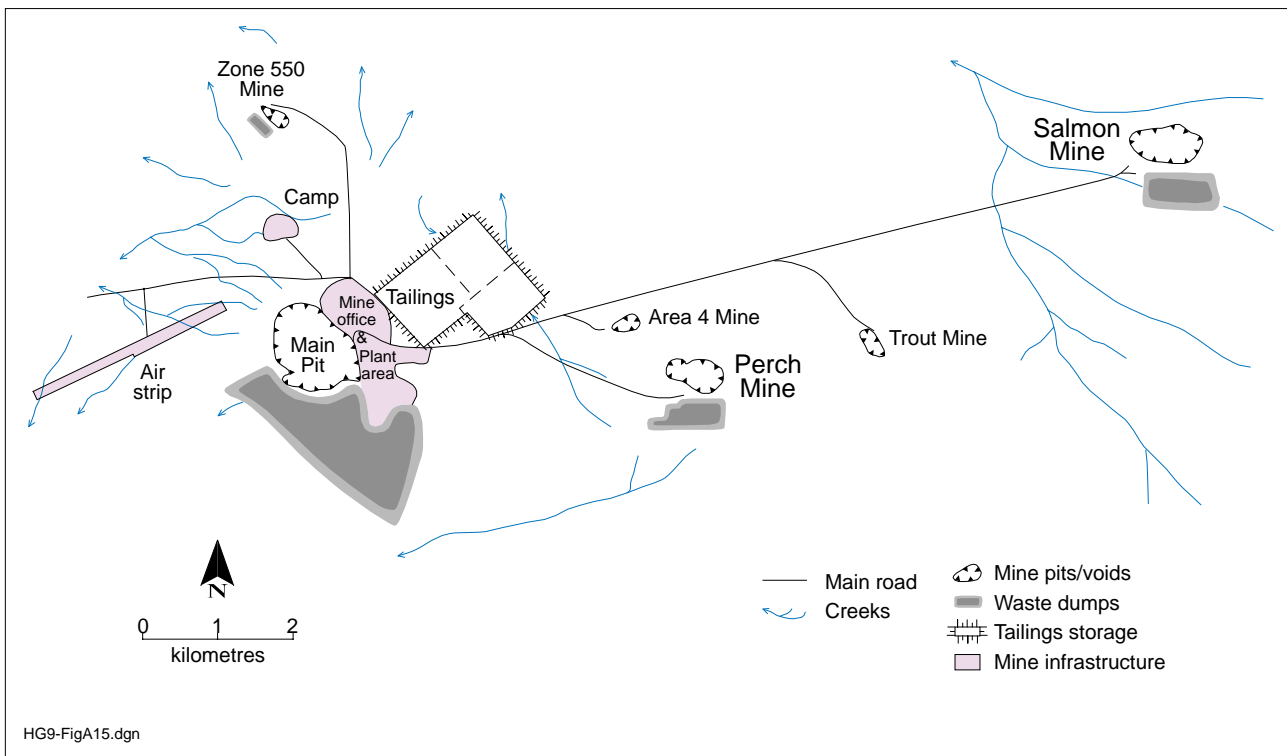 Zone 550
Mine
Salmon
Mine
Camp
Tailings
Mine
office
&
Plant
area
Main
Pit
Area 4 Mine
Trout Mine
Perch
Mine
Air
strip
N
0 1 2
kilometres
Main road
Creeks
Mine pits/voids
Waste dumps
Tailings storage
Mine infrastructure
HG9-FigA15.dgn